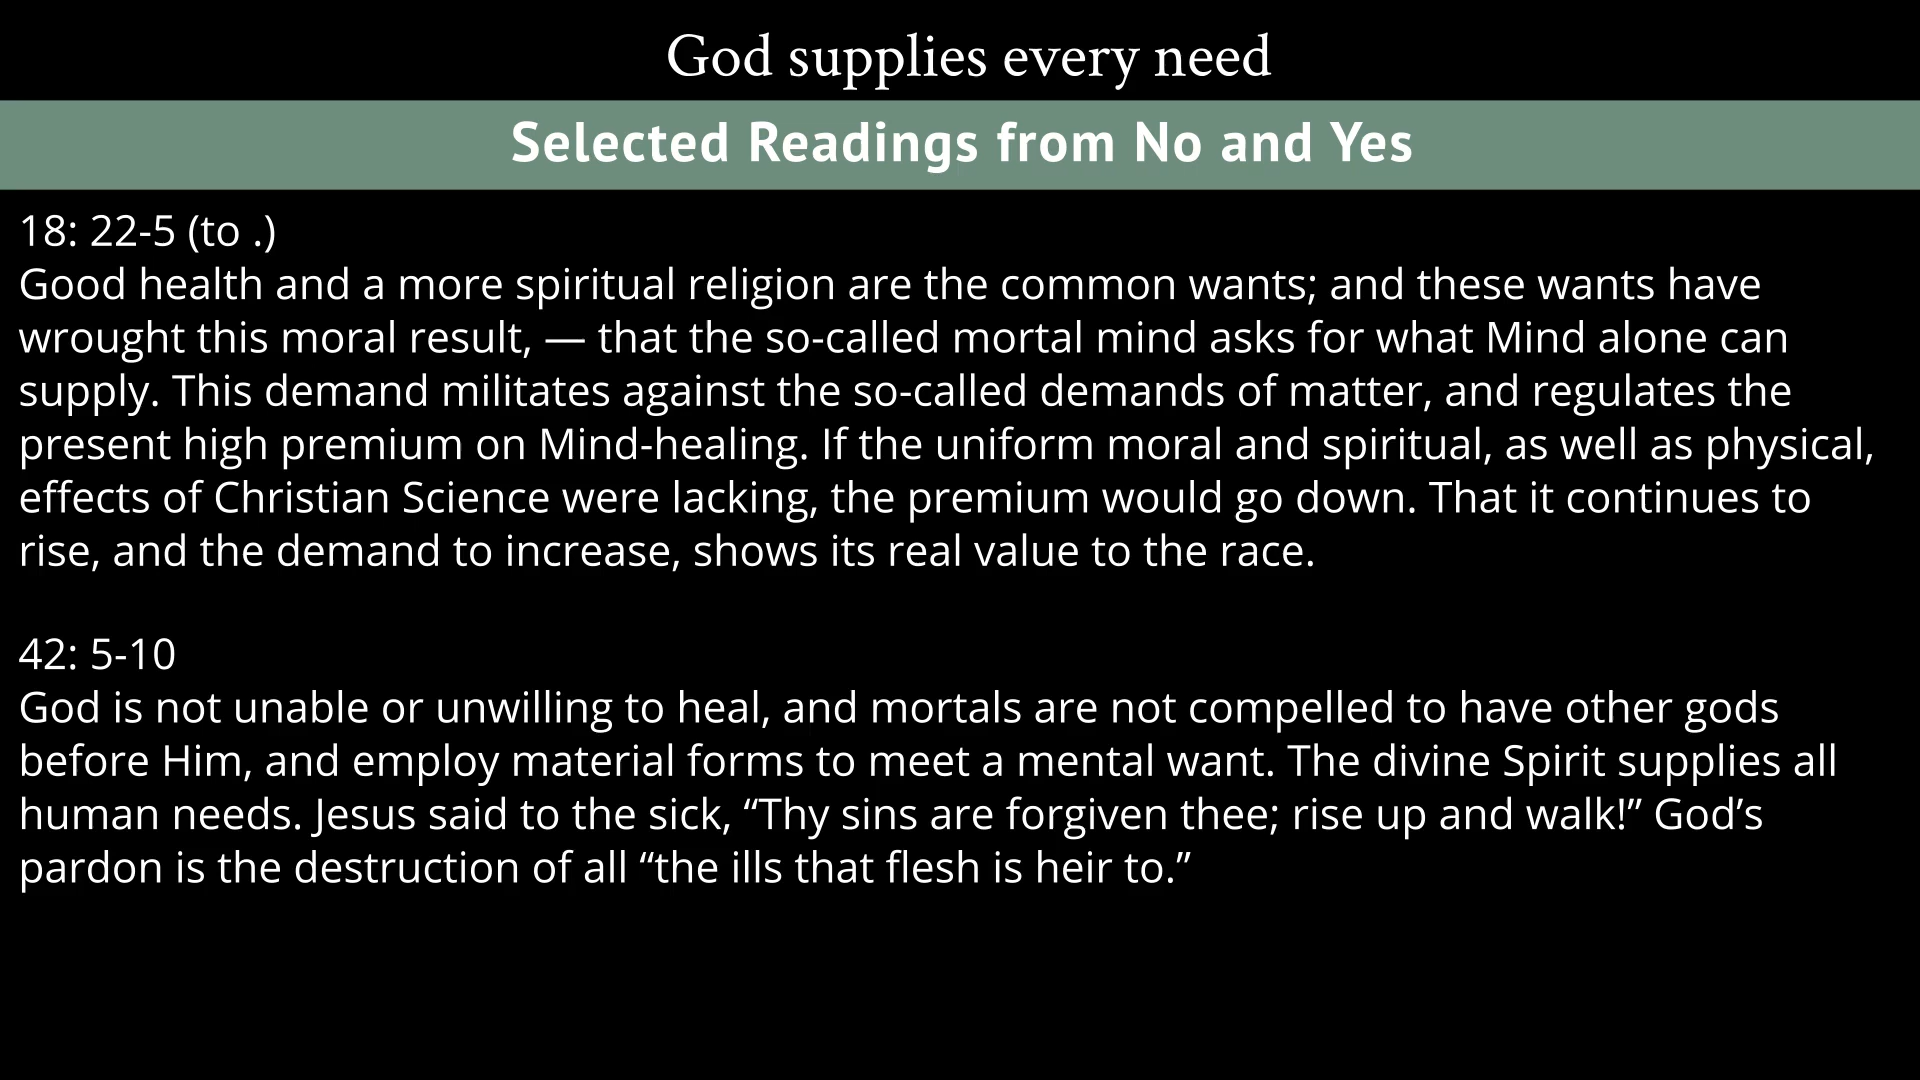 God supplies every need
Selected Readings from No and Yes
18: 22-5 (to .)
Good health and a more spiritual religion are the common wants; and these wants have
wrought this moral result, — that the so-called mortal mind asks for what Mind alone can
supply. This demand militates against the so-called demands of matter, and regulates the
present high premium on Mind-healing. If the uniform moral and spiritual, as well as physical,
effects of Christian Science were lacking, the premium would go down. That it continues to
rise, and the demand to increase, shows its real value to the race.
42: 5-10
God is not unable or unwilling to heal, and mortals are not compelled to have other gods
before Him, and employ material forms to meet a mental want. The divine Spirit supplies all
human needs. Jesus said to the sick, “Thy sins are forgiven thee; rise up and walk!” God’s
pardon is the destruction of all “the ills that flesh is heir to.”